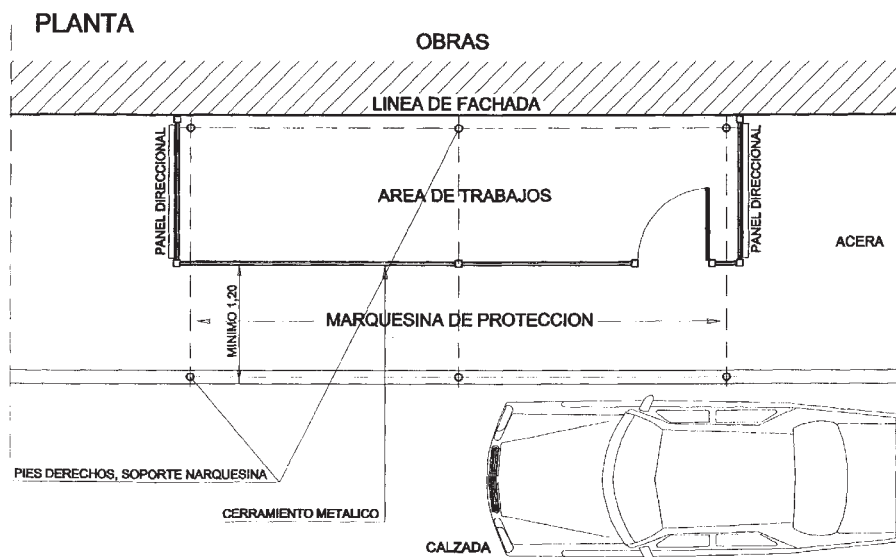 PLANTA
OBRAS
LINEA DE FACHADA
PANEL DIRECCIONAL
AREA DE TRABAJOS
PANEL DIRECCIONAL
ACERA
MINIMO 1,20
MARQUESINA DE PROTECCION
PIES DERECHOS, SOPORTE NARQUESINA
CERRAMIENTO METALICO
CALZADA